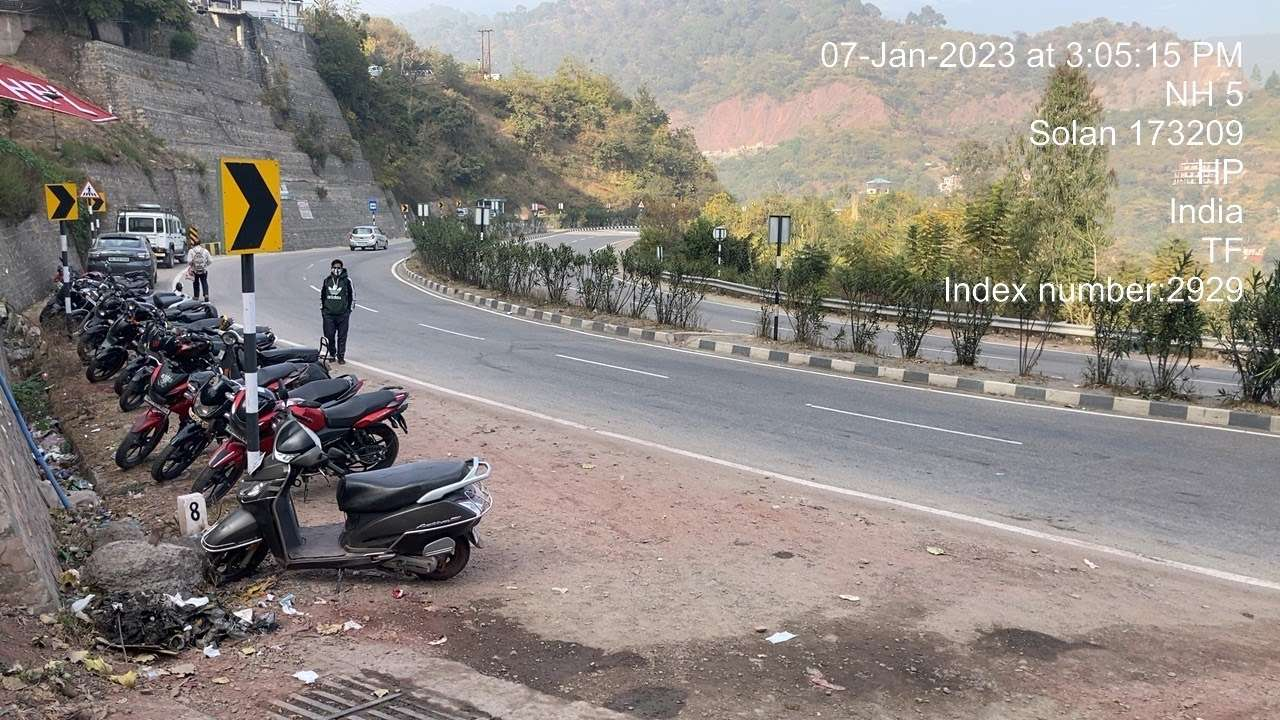 07-Jan-2023 at 3:05:15 PM
NH 5
Solan 173209
HP
India
TF
Index number:2929
8